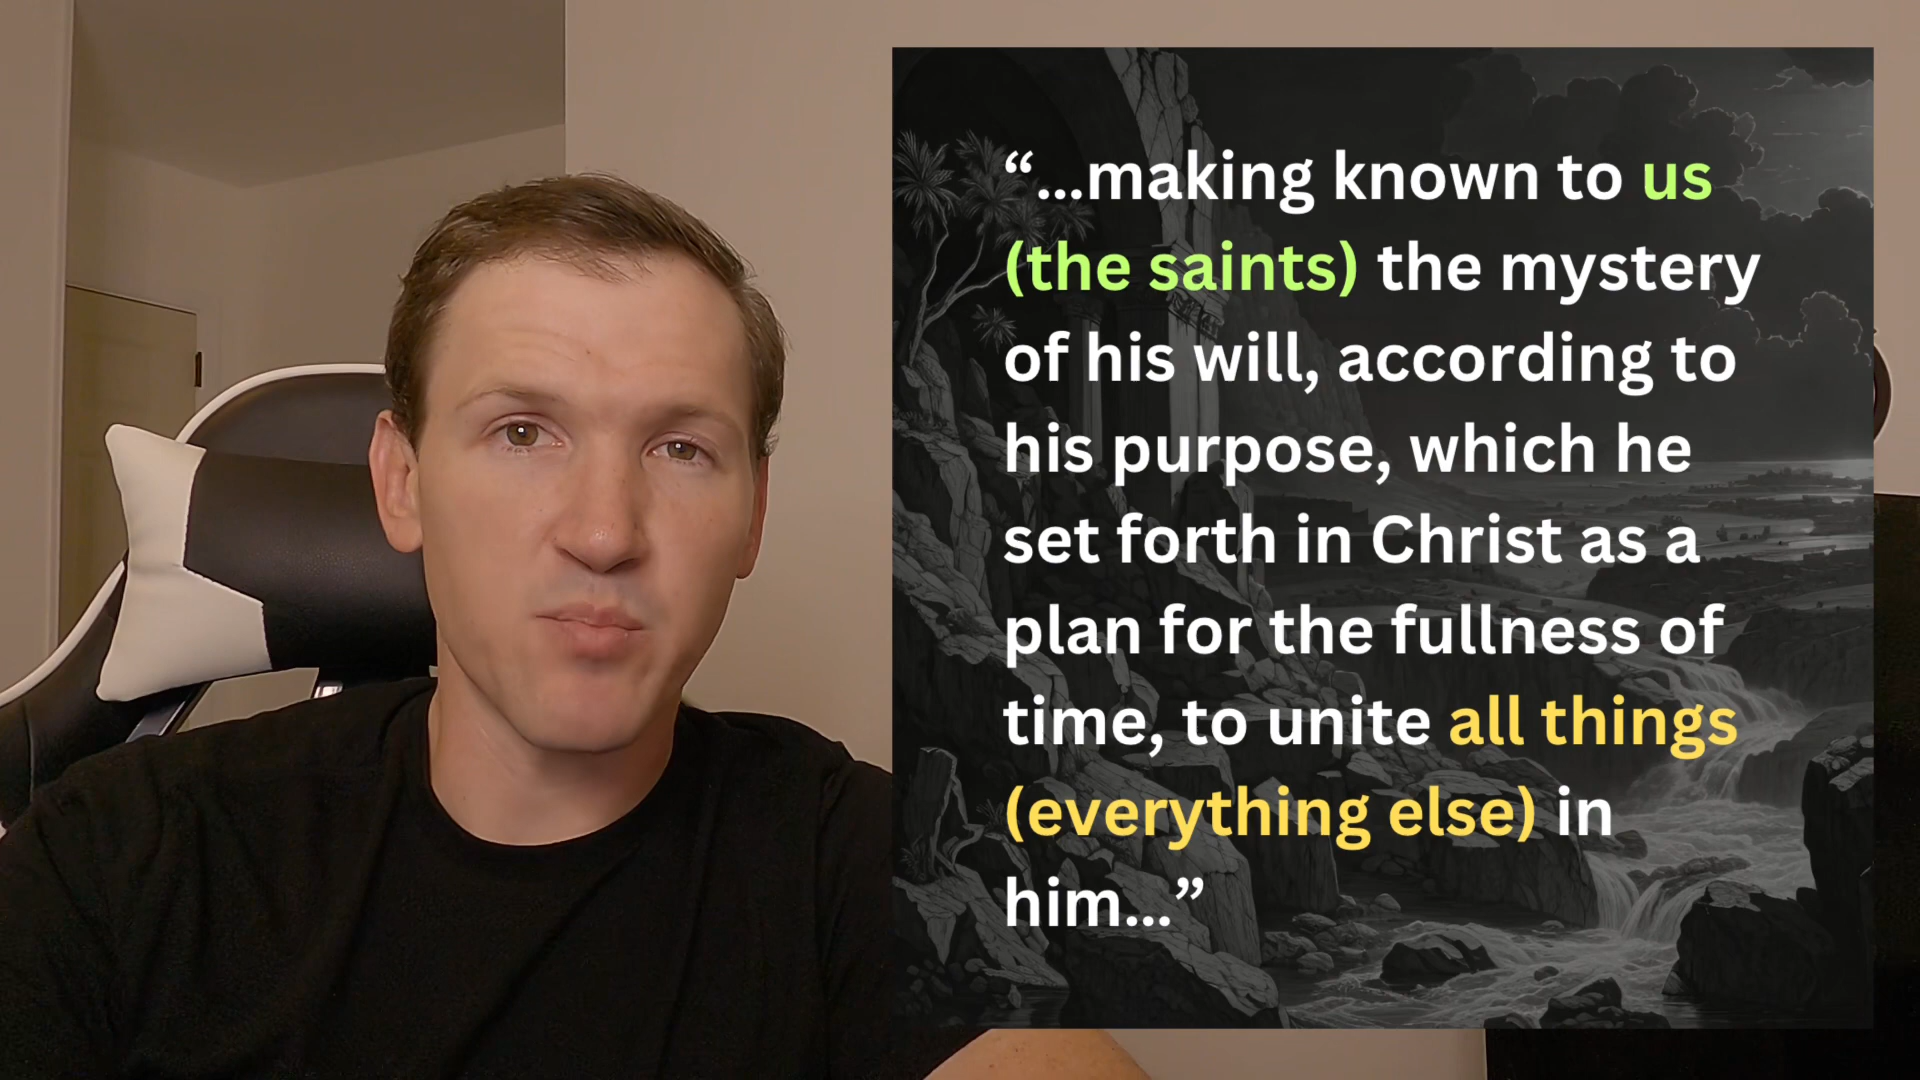 “...making known to us
(the saints) the mystery
of his will, according to
his purpose, which he
set forth in Christ as a
plan for the fullness of
time, to unite all things
(everything else) in
him...”